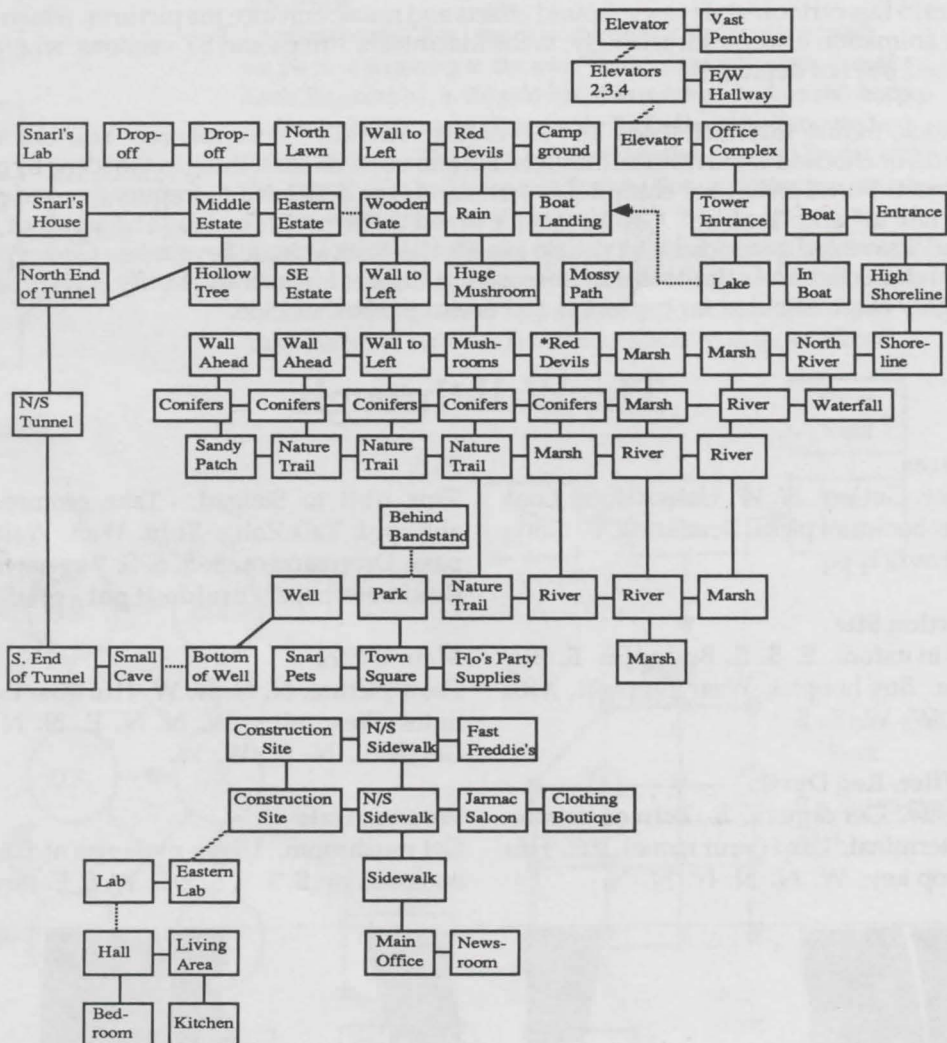 Elevator
Vast
Penthouse
Elevators
2,3,4
E/W
Hallway
Snarl's
Lab
Drop-
off
Drop-
off
North
Lawn
Wall to
Left
Red
Devils
Camp
ground
Elevator
Office
Complex
Snarl's
House
Middle
Estate
Eastern
Estate
Wooden
Gate
Rain
Boat
Landing
Tower
Entrance
Boat
Entrance
North End
of Tunnel
Hollow
Tree
SE
Estate
Wall to
Left
Huge
Mushroom
Mossy
Path
Lake
In
Boat
High
Shoreline
Wall
Ahead
Wall
Ahead
Wall to
Left
Mush-
rooms
*Red
Devils
Marsh
Marsh
North
River
Shore-
line
N/S
Tunnel
Conifers
Conifers
Conifers
Conifers
Conifers
Marsh
River
Waterfall
Sandy
Patch
Nature
Trail
Nature
Trail
Nature
Trail
Marsh
River
River
Behind
Bandstand
Well
Park
Nature
Trail
River
River
Marsh
S. End
of Tunnel
Small
Cave
Bottom
of Well
Snarl
Pets
Town
Square
Flo's Party
Supplies
Marsh
Construction
Site
N/S
Sidewalk
Fast
Freddie's
Construction
Site
N/S
Sidewalk
Jarmac
Saloon
Clothing
Boutique
Lab
Eastern
Lab
Sidewalk
Hall
Living
Area
Main
Office
News-
room
Bed-
room
Kitchen